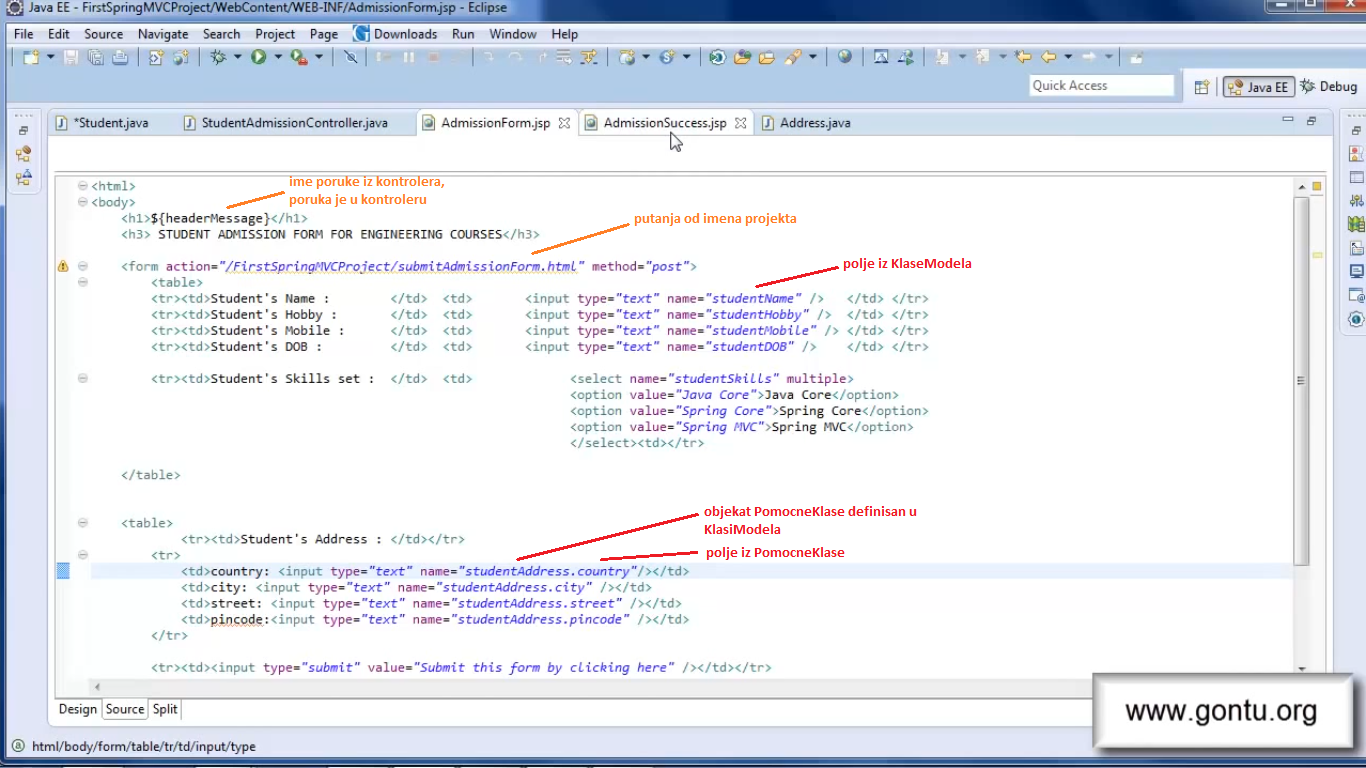 Java EE - FirstSpringMVCProject/WebContent/WEB-INF/AdmissionForm.jsp - Eclipse
File Edit Source Navigate Search Project Page Downloads Run Window Help
Quick Access
Java EE
Debug
*Student.java
StudentAdmissionController.java
AdmissionForm.jsp
AdmissionSuccess.jsp
Address.java
<html>
<body>
<h1>${headerMessage}</h1>
<h3> STUDENT ADMISSION FORM FOR ENGINEERING COURSES</h3>
ime poruke iz kontrolera,
poruka je u kontroleru
putanja od imena projekta
<form action="/FirstSpringMVCProject/submitAdmissionForm.html" method="post">
polje iz KlaseModela
<table>
<tr><td>Student's Name : </td> <td> <input type="text" name="studentName" /> </td> </tr>
<tr><td>Student's Hobby : </td> <td> <input type="text" name="studentHobby" /> </td> </tr>
<tr><td>Student's Mobile : </td> <td> <input type="text" name="studentMobile" /> </td> </tr>
<tr><td>Student's DOB : </td> <td> <input type="text" name="studentDOB" /> </td> </tr>
<tr><td>Student's Skills set : </td> <td> <select name="studentSkills" multiple>
<option value="Java Core">Java Core</option>
<option value="Spring Core">Spring Core</option>
<option value="Spring MVC">Spring MVC</option>
</select><td></tr>
</table>
<table>
objekat PomocneKlase definisan u
KlasiModela
<tr><td>Student's Address : </td></tr>
<tr>
polje iz PomocneKlase
<td>country: <input type="text" name="studentAddress.country"/></td>
<td>city: <input type="text" name="studentAddress.city" /></td>
<td>street: <input type="text" name="studentAddress.street" /></td>
<td>pincode:<input type="text" name="studentAddress.pincode" /></td>
</tr>
<tr><td><input type="submit" value="Submit this form by clicking here" /></td></tr>
Design Source Split
www.gontu.org
html/body/form/table/tr/td/input/type